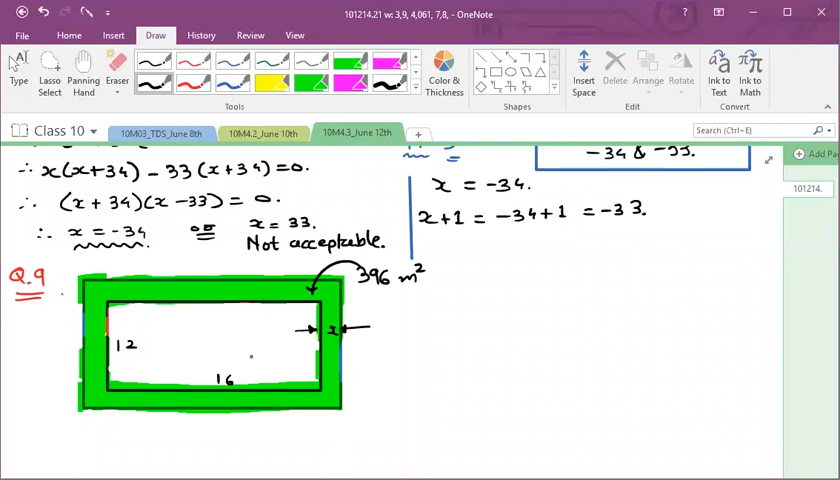 101214.21 w: 3,9, 4,061, 7,8, - OneNote
File Home Insert Draw History Review View
Type Lasso Select Panning Hand Eraser Color & Thickness Insert Space Delete Arrange Rotate Ink to Text Ink to Math
Tools Shapes Edit Convert
Class 10 10M03_TDS_June 8th 10M4.2_June 10th 10M4.3_June 12th Search (Ctrl+E)
Add Pa
101214.
-34 & -33.
∴ x(x+34) - 33(x+34) = 0.
x = -34.
∴ (x+34)(x-33) = 0.
x+1 = -34+1 = -33.
∴ x = -34 or x = 33.
Not acceptable.
Q.9
396 m²
x
12
16